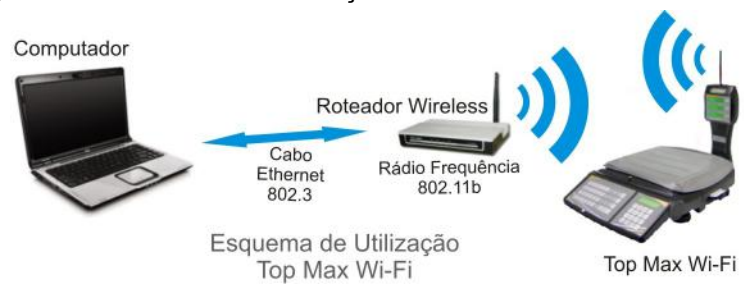 Computador
Roteador Wireless
Cabo
Ethernet
802.3
Rádio Frequência
802.11b
Esquema de Utilização
Top Max Wi-Fi
Top Max Wi-Fi